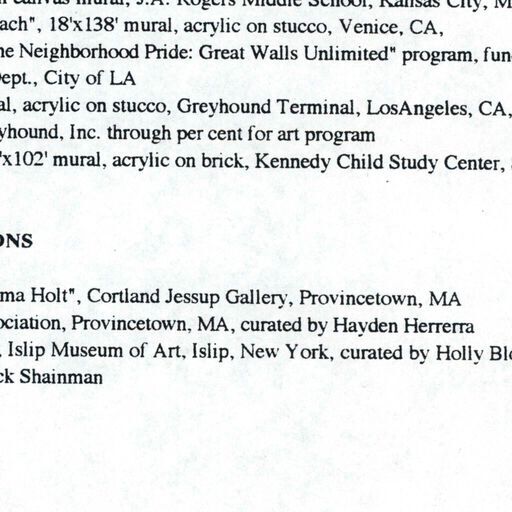 canvas mural, J.A. Rogers Middle School, Kansas City, M
ach", 18'x138' mural, acrylic on stucco, Venice, CA,
ne Neighborhood Pride: Great Walls Unlimited" program, fun
ept., City of LA
al, acrylic on stucco, Greyhound Terminal, LosAngeles, CA,
yhound, Inc. through per cent for art program
'x102' mural, acrylic on brick, Kennedy Child Study Center,
ONS
ma Holt", Cortland Jessup Gallery, Provincetown, MA
ociation, Provincetown, MA, curated by Hayden Herrerra
, Islip Museum of Art, Islip, New York, curated by Holly Blo
ck Shainman